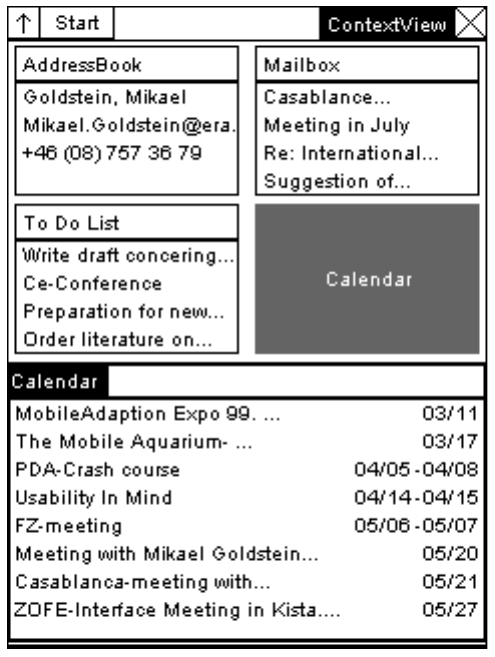 ↑ Start ContextView
AddressBook
Goldstein, Mikael
Mikael.Goldstein@era.
+46 (08) 757 36 79
Mailbox
Casablance...
Meeting in July
Re: International...
Suggestion of...
To Do List
Write draft concering...
Ce-Conference
Preparation for new...
Order literature on...
Calendar
Calendar
MobileAdaption Expo 99. ... 03/11
The Mobile Aquarium- ... 03/17
PDA-Crash course 04/05-04/08
Usability In Mind 04/14-04/15
FZ-meeting 05/06-05/07
Meeting with Mikael Goldstein... 05/20
Casablanca-meeting with... 05/21
ZOFE-Interface Meeting in Kista.... 05/27